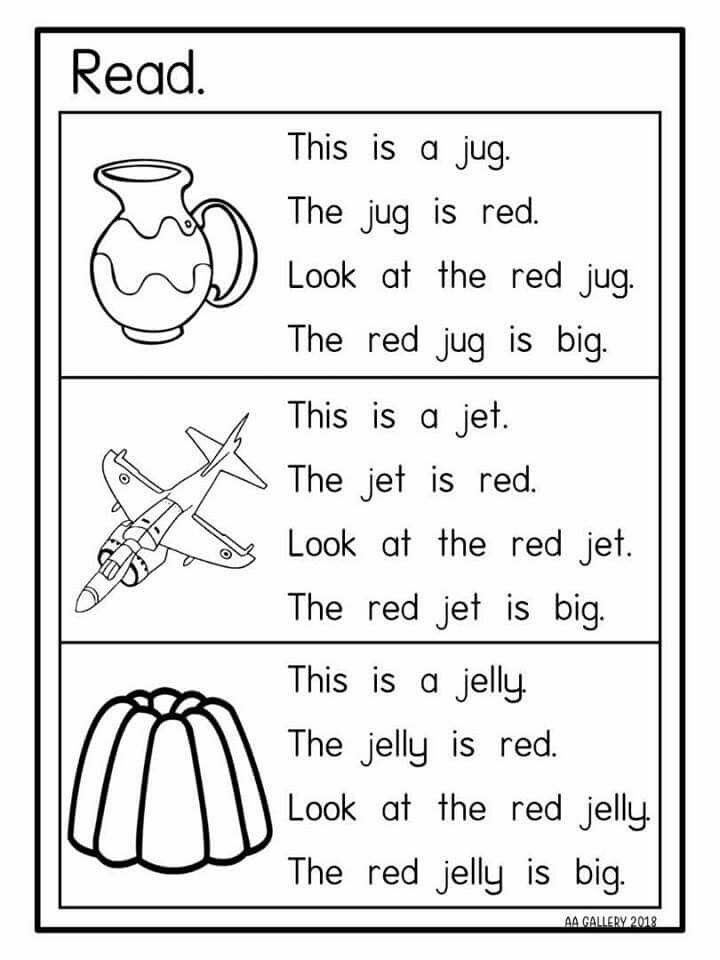 Read.
This is a jug.
The jug is red.
Look at the red jug.
The red jug is big.
This is a jet.
The jet is red.
Look at the red jet.
The red jet is big.
This is a jelly.
The jelly is red.
Look at the red jelly.
The red jelly is big.
AA GALLERY 2018